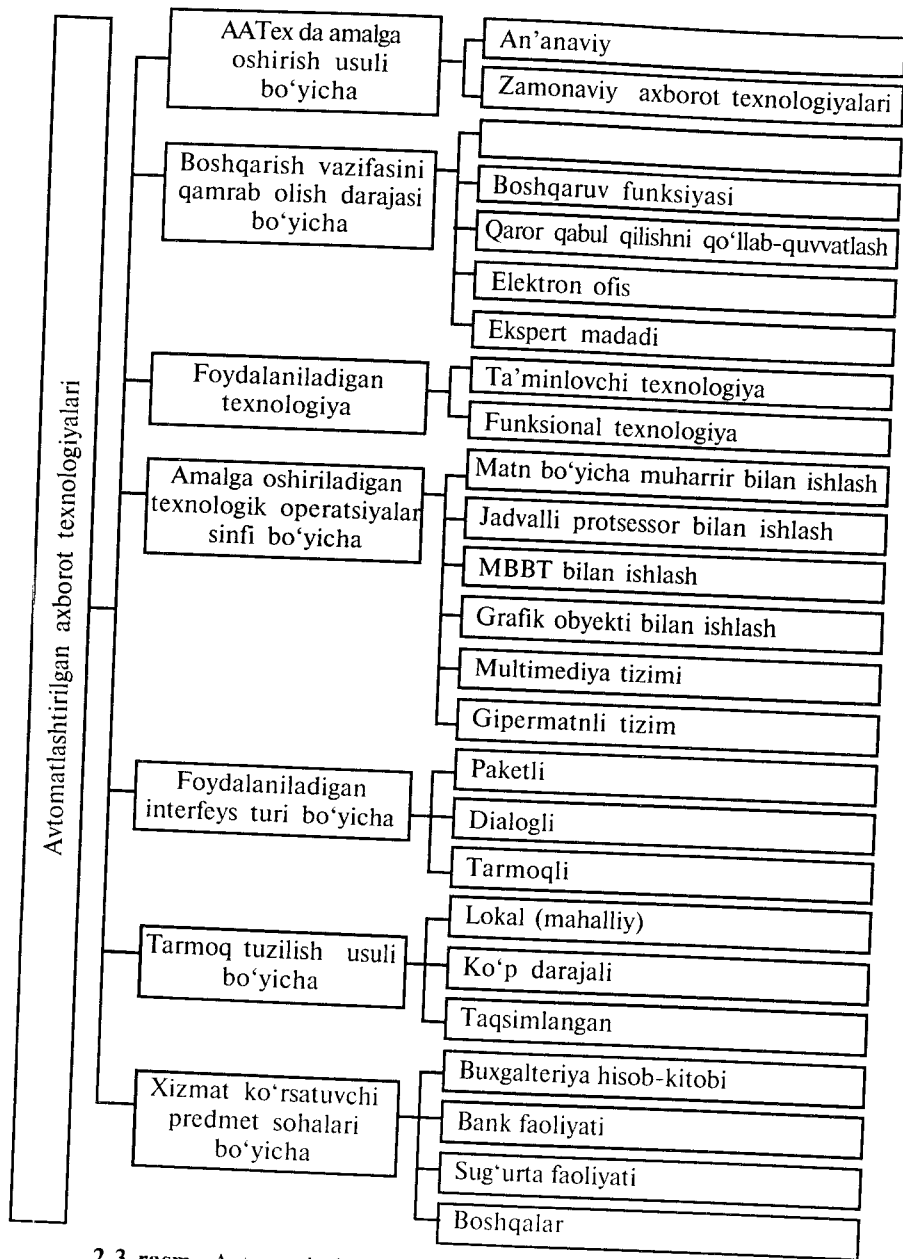 Avtomatlashtirilgan axborot texnologiyalari
AATex da amalga
oshirish usuli
bo‘yicha
An’anaviy
Zamonaviy axborot texnologiyalari
Boshqarish vazifasini
qamrab olish darajasi
bo‘yicha
Boshqaruv funksiyasi
Qaror qabul qilishni qo‘llab-quvvatlash
Elektron ofis
Ekspert madadi
Foydalaniladigan
texnologiya
Ta’minlovchi texnologiya
Funksional texnologiya
Amalga oshiriladigan
texnologik operatsiyalar
sinfi bo‘yicha
Matn bo‘yicha muharrir bilan ishlash
Jadvalli protsessor bilan ishlash
MBBT bilan ishlash
Grafik obyekti bilan ishlash
Multimediya tizimi
Gipermatnli tizim
Foydalaniladigan
interfeys turi bo‘yicha
Paketli
Dialogli
Tarmoqli
Tarmoq tuzilish usuli
bo‘yicha
Lokal (mahalliy)
Ko‘p darajali
Taqsimlangan
Xizmat ko‘rsatuvchi
predmet sohalari
bo‘yicha
Buxgalteriya hisob-kitobi
Bank faoliyati
Sug‘urta faoliyati
Boshqalar
2.3-rasm.